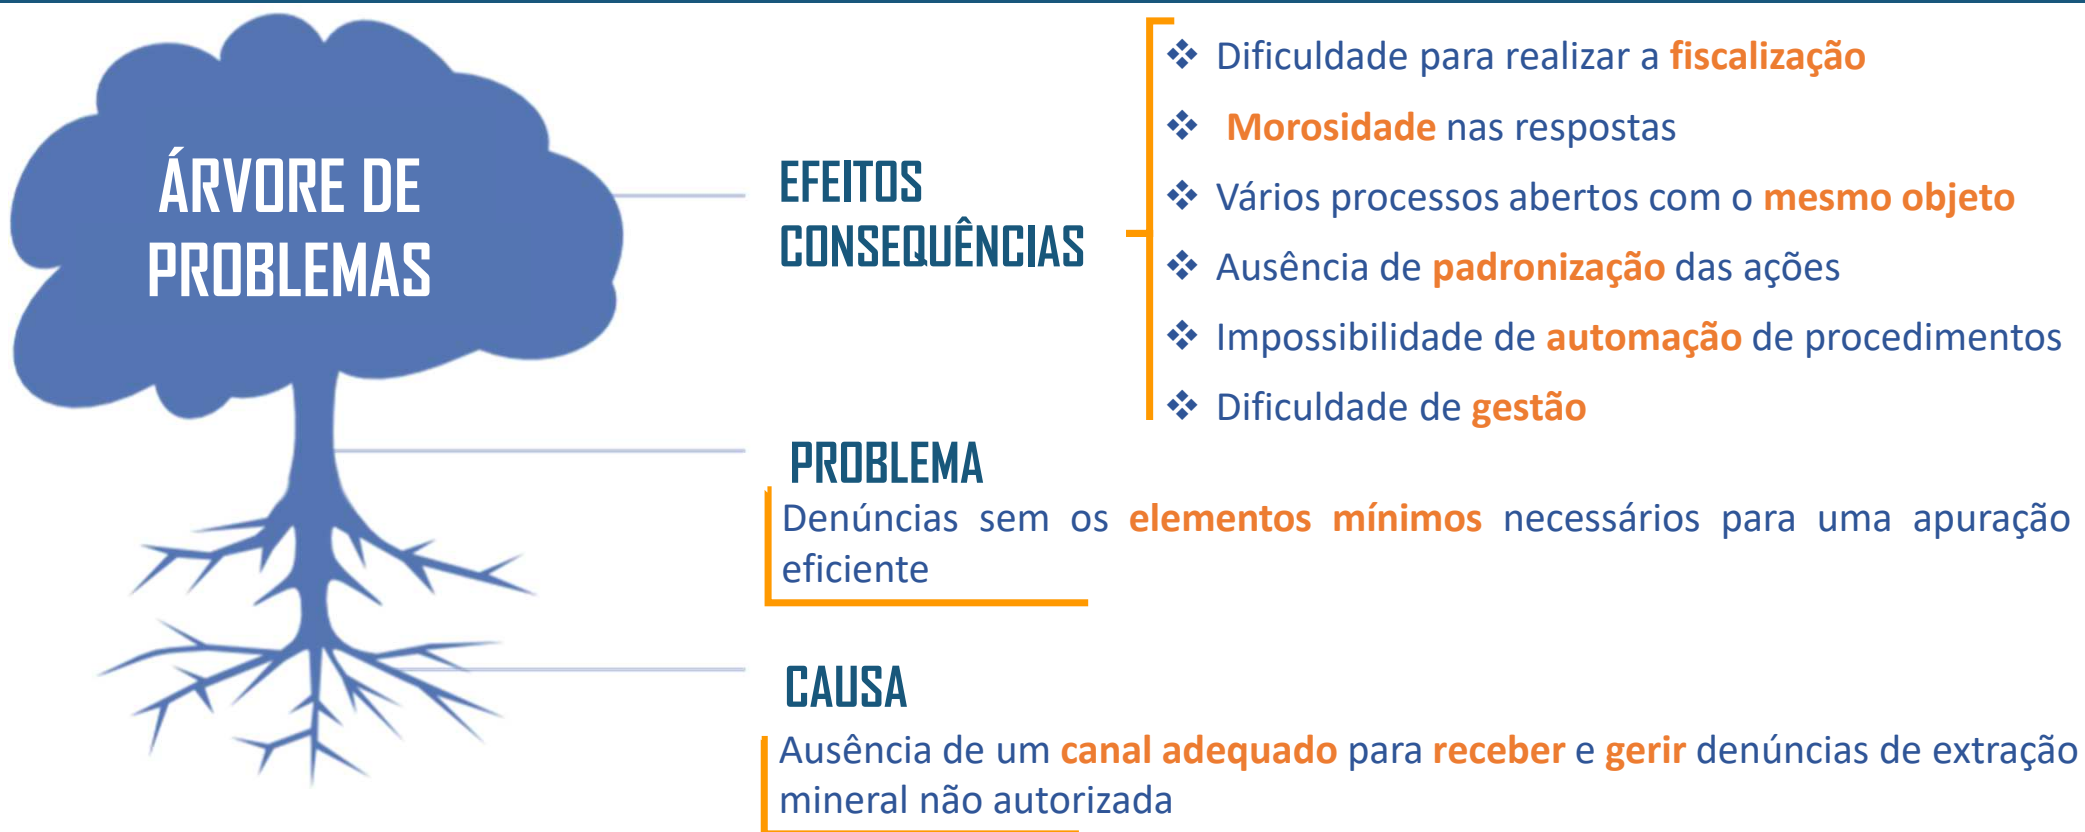 ÁRVORE DE
PROBLEMAS
EFEITOS
CONSEQUÊNCIAS
❖ Dificuldade para realizar a fiscalização
❖ Morosidade nas respostas
❖ Vários processos abertos com o mesmo objeto
❖ Ausência de padronização das ações
❖ Impossibilidade de automação de procedimentos
❖ Dificuldade de gestão
PROBLEMA
Denúncias sem os elementos mínimos necessários para uma apuração
eficiente
CAUSA
Ausência de um canal adequado para receber e gerir denúncias de extração
mineral não autorizada